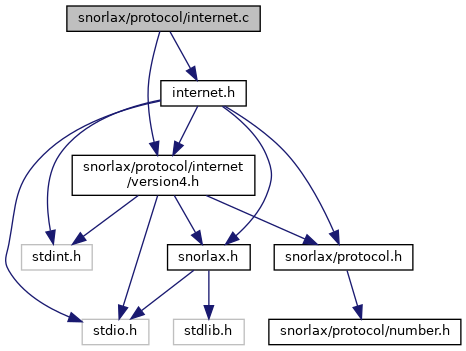 snorlax/protocol/internet.c
internet.h
snorlax/protocol/internet
/version4.h
stdint.h
snorlax.h
snorlax/protocol.h
stdio.h
stdlib.h
snorlax/protocol/number.h